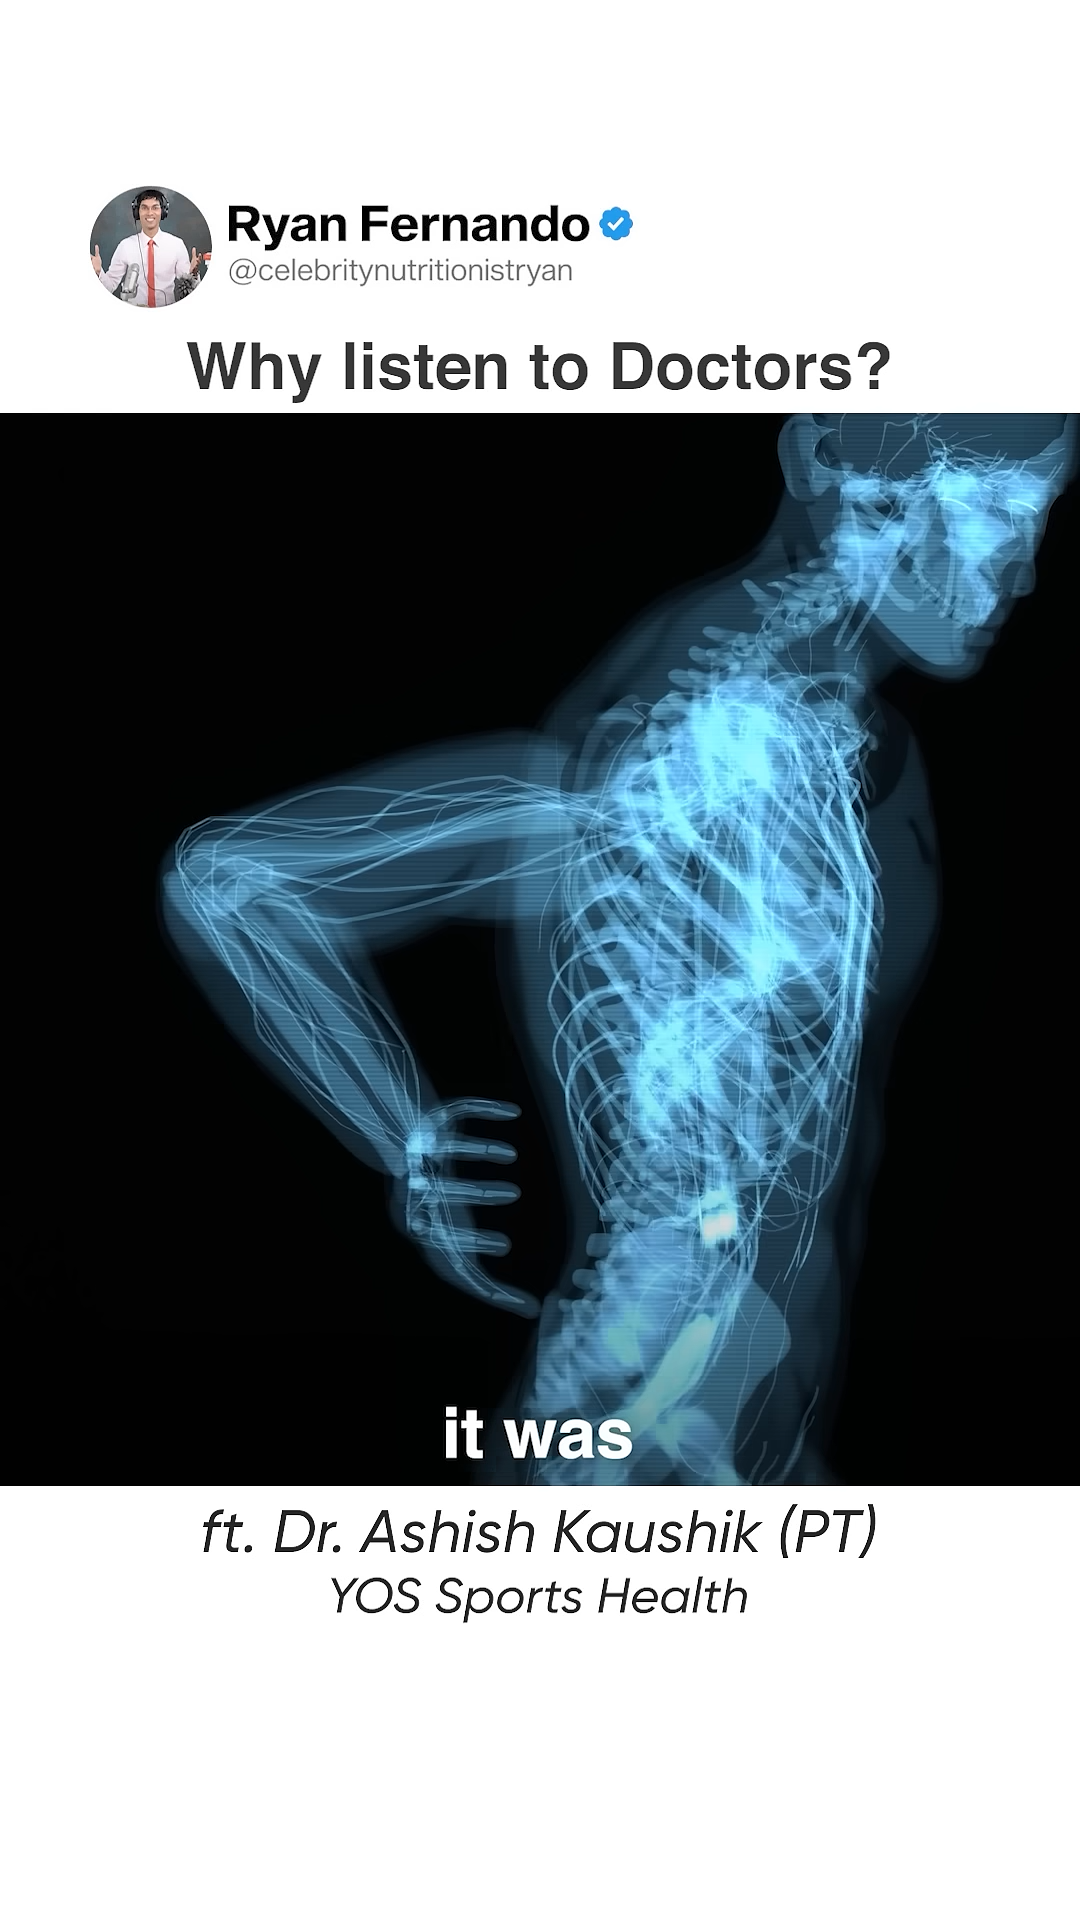 Ryan Fernando
@celebritynutritionistryan
Why listen to Doctors?
it was
ft. Dr. Ashish Kaushik (PT)
YOS Sports Health